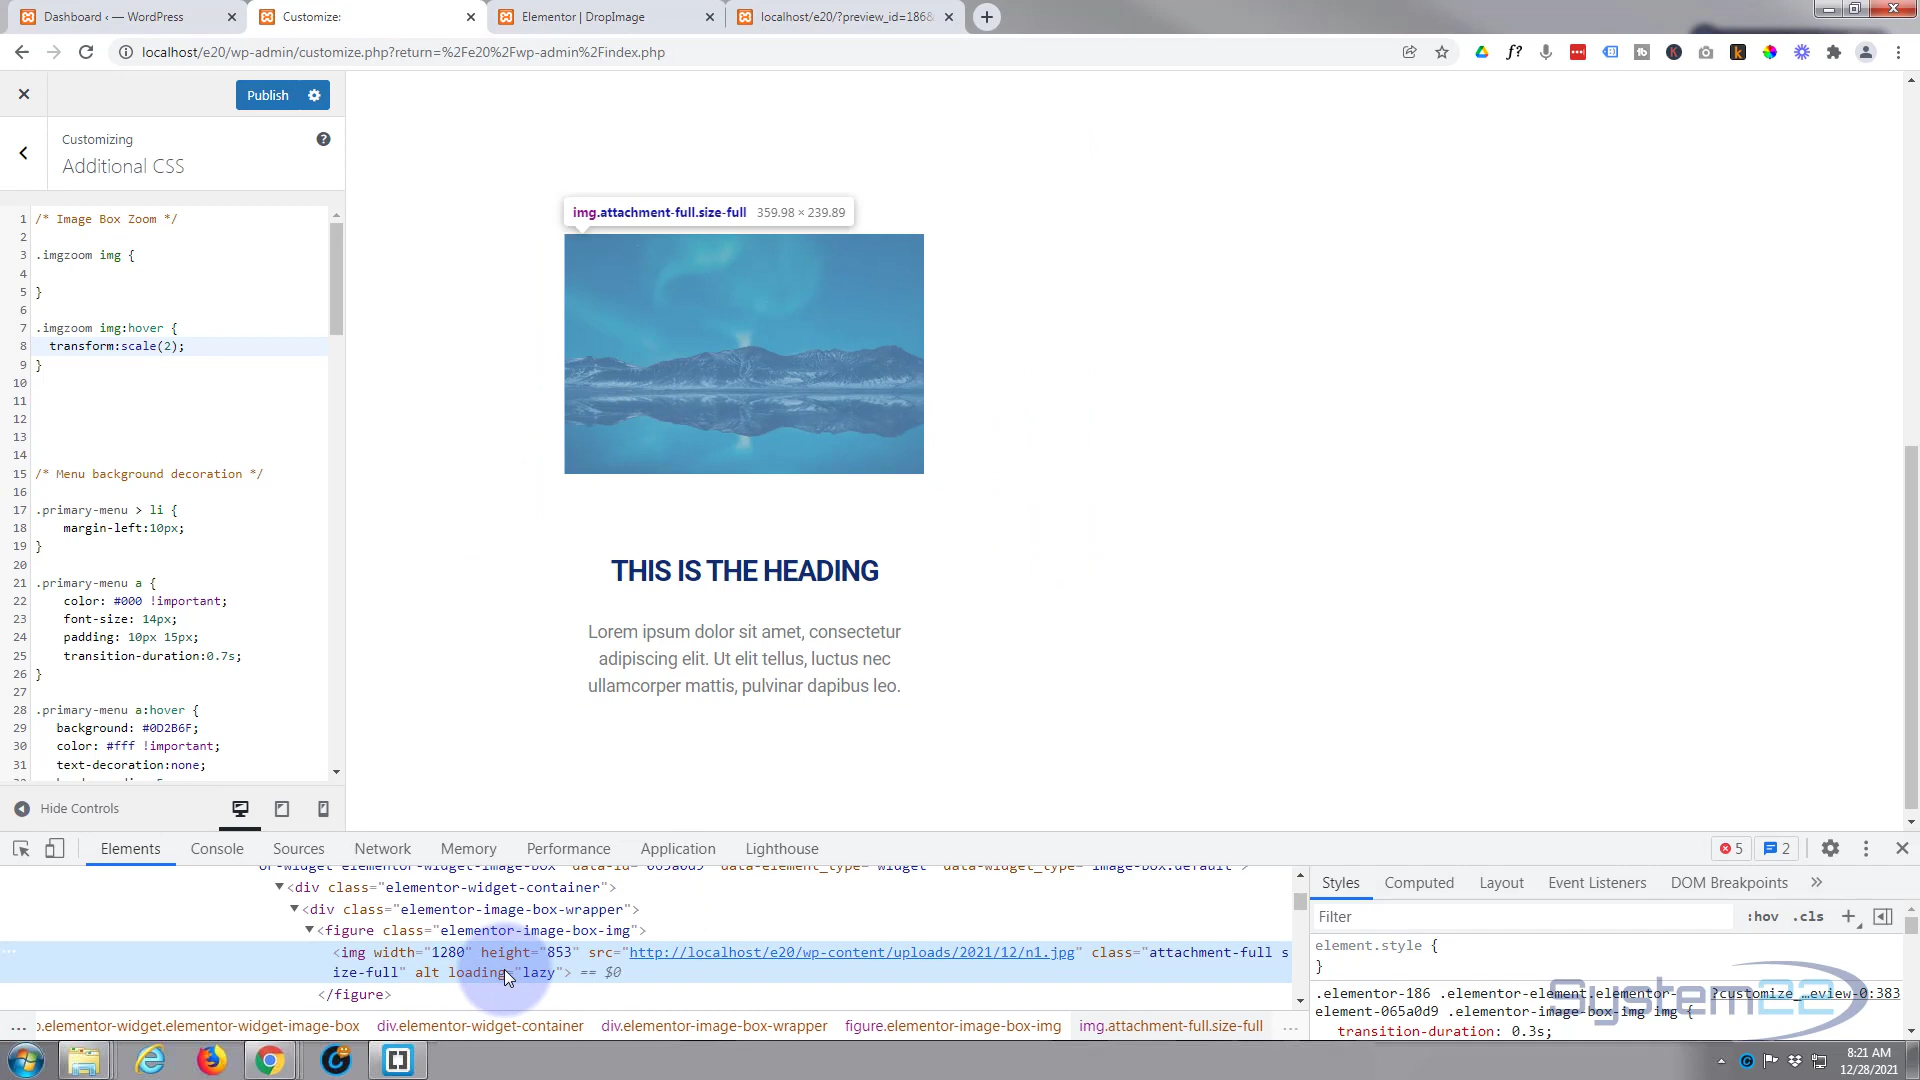 Dashboard ‹ — WordPress
Customize:
Elementor | DropImage
localhost/e20/?preview_id=186&
localhost/e20/wp-admin/customize.php?return=%2Fe20%2Fwp-admin%2Findex.php
Publish
Customizing
Additional CSS
1 /* Image Box Zoom */
2
3 .imgzoom img {
4
5 }
6
7 .imgzoom img:hover {
8 transform:scale(2);
9 }
10
11
12
13
14
15 /* Menu background decoration */
16
17 .primary-menu > li {
18 margin-left:10px;
19 }
20
21 .primary-menu a {
22 color: #000 !important;
23 font-size: 14px;
24 padding: 10px 15px;
25 transition-duration:0.7s;
26 }
27
28 .primary-menu a:hover {
29 background: #0D2B6F;
30 color: #fff !important;
31 text-decoration:none;
Hide Controls
img.attachment-full.size-full 359.98 × 239.89
THIS IS THE HEADING
Lorem ipsum dolor sit amet, consectetur
adipiscing elit. Ut elit tellus, luctus nec
ullamcorper mattis, pulvinar dapibus leo.
Elements Console Sources Network Memory Performance Application Lighthouse 5 2
<div class="elementor-widget-container">
<div class="elementor-image-box-wrapper">
<figure class="elementor-image-box-img">
<img width="1280" height="853" src="http://localhost/e20/wp-content/uploads/2021/12/n1.jpg" class="attachment-full s
ize-full" alt loading="lazy"> == $0
</figure>
... o.elementor-widget.elementor-widget-image-box div.elementor-widget-container div.elementor-image-box-wrapper figure.elementor-image-box-img img.attachment-full.size-full ...
Styles Computed Layout Event Listeners DOM Breakpoints »
Filter :hov .cls +
element.style {
}
.elementor-186 .elementor-element.elementor- ?customize_…eview-0:383
element-065a0d9 .elementor-image-box-img img {
transition-duration: 0.3s;
System22
8:21 AM
12/28/2021